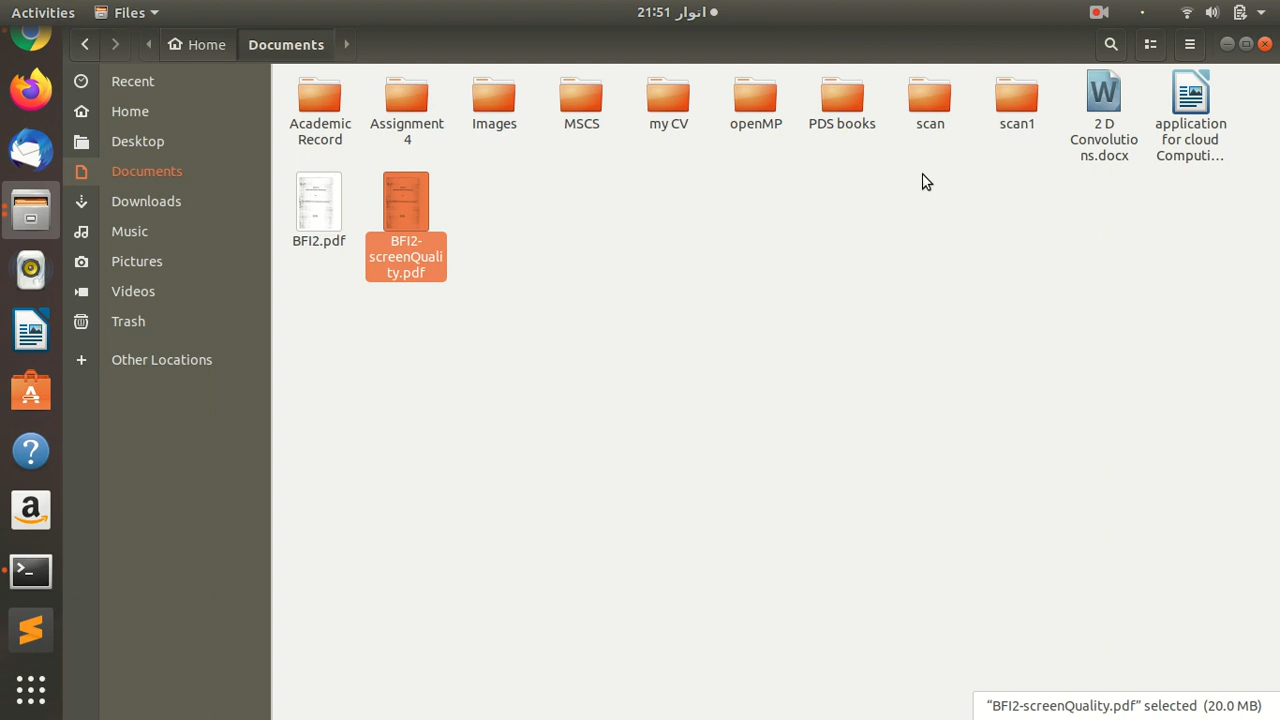 Activities
Files
21:51 انوار
Home
Documents
Recent
Home
Desktop
Documents
Downloads
Music
Pictures
Videos
Trash
Other Locations
Academic
Record
Assignment
4
Images
MSCS
my CV
openMP
PDS books
scan
scan1
2 D
Convolutio
ns.docx
application
for cloud
Computi...
BFI2.pdf
BFI2-
screenQuali
ty.pdf
“BFI2-screenQuality.pdf” selected (20.0 MB)